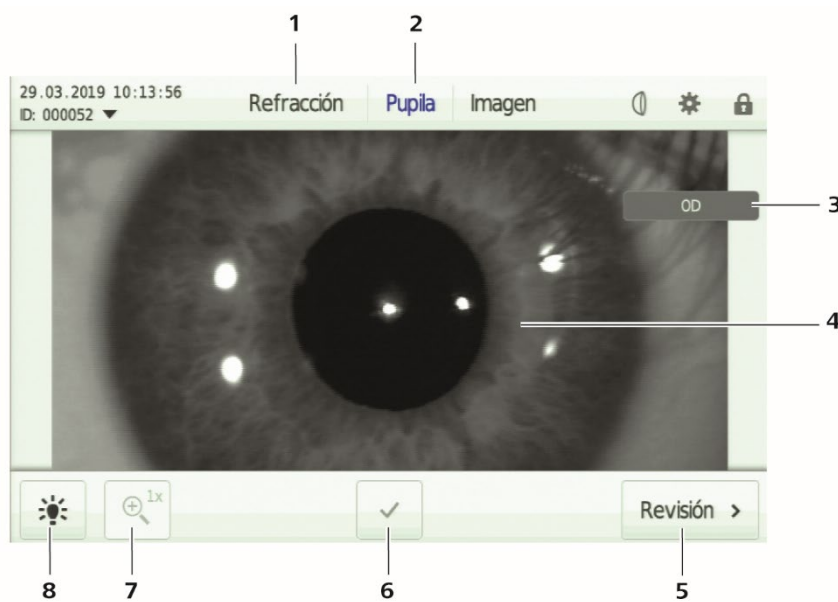 1 2
29.03.2019 10:13:56
ID: 000052
Refracción Pupila Imagen
OD
3
4
1x
Revisión >
8 7 6 5